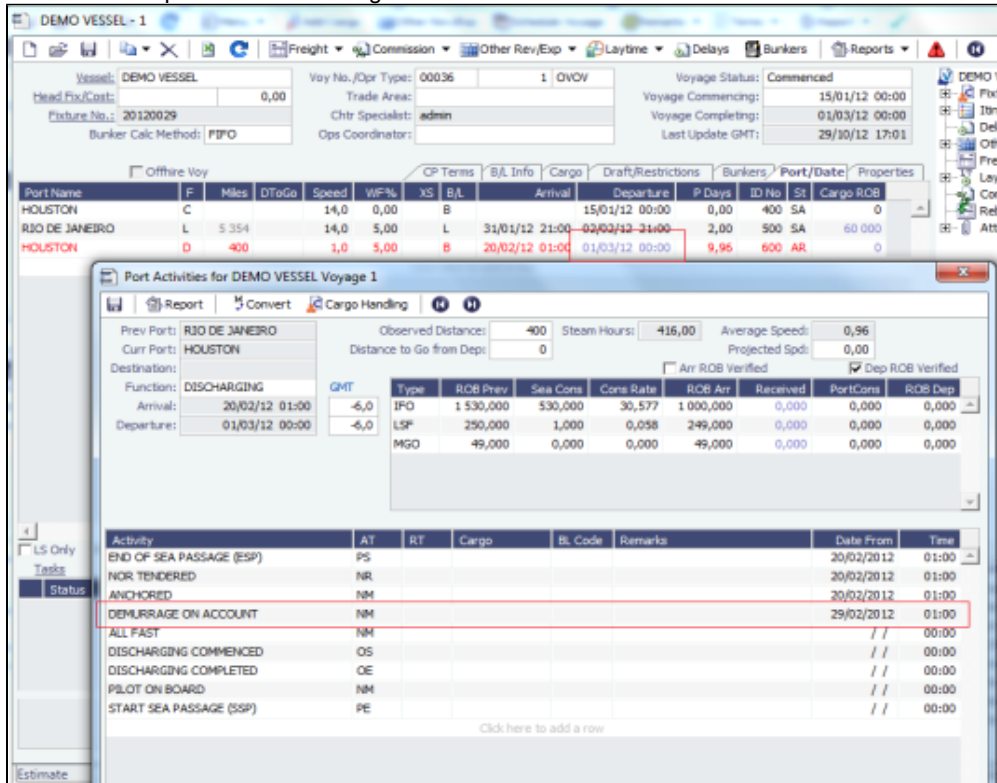 DEMO VESSEL - 1
Freight Commission Other Rev/Exp Laytime Delays Bunkers Reports
Vessel: DEMO VESSEL Voy No./Opr Type: 00036 1 OVOV Voyage Status: Commenced
Head Fix/Cost: 0,00 Trade Area: Voyage Commencing: 15/01/12 00:00
Fixture No.: 20120029 Chtr Specialist: admin Voyage Completing: 01/03/12 00:00
Bunker Calc Method: FIFO Ops Coordinator: Last Update GMT: 29/10/12 17:01
Offhire Voy CP Terms B/L Info Cargo Draft/Restrictions Bunkers Port/Date Properties
Port Name F Miles DToGo Speed WF% XS B/L Arrival Departure P Days ID No St Cargo ROB
HOUSTON C 14,0 0,00 B 15/01/12 00:00 0,00 400 SA 0
RIO DE JANEIRO L 5 354 14,0 5,00 L 31/01/12 21:00 02/02/12 21:00 2,00 500 SA 60 000
HOUSTON D 400 1,0 5,00 B 20/02/12 01:00 01/03/12 00:00 9,96 600 AR 0
Port Activities for DEMO VESSEL Voyage 1
Report Convert Cargo Handling
Prev Port: RIO DE JANEIRO Observed Distance: 400 Steam Hours: 416,00 Average Speed: 0,96
Curr Port: HOUSTON Distance to Go from Dep: 0 Projected Spd: 0,00
Destination: Arr ROB Verified Dep ROB Verified
Function: DISCHARGING GMT Type ROB Prev Sea Cons Cons Rate ROB Arr Received PortCons ROB Dep
Arrival: 20/02/12 01:00 -6,0 IFO 1 530,000 530,000 30,577 1 000,000 0,000 0,000 0,000
Departure: 01/03/12 00:00 -6,0 LSF 250,000 1,000 0,058 249,000 0,000 0,000 0,000
MGO 49,000 0,000 0,000 49,000 0,000 0,000 0,000
LS Only
Tasks
Status
Activity AT RT Cargo BL Code Remarks Date From Time
END OF SEA PASSAGE (ESP) PS 20/02/2012 01:00
NOR TENDERED NR 20/02/2012 01:00
ANCHORED NM 20/02/2012 01:00
DEMURRAGE ON ACCOUNT NM 29/02/2012 01:00
ALL FAST NM / / 00:00
DISCHARGING COMMENCED OS / / 00:00
DISCHARGING COMPLETED OE / / 00:00
PILOT ON BOARD NM / / 00:00
START SEA PASSAGE (SSP) PE / / 00:00
Click here to add a row
Estimate